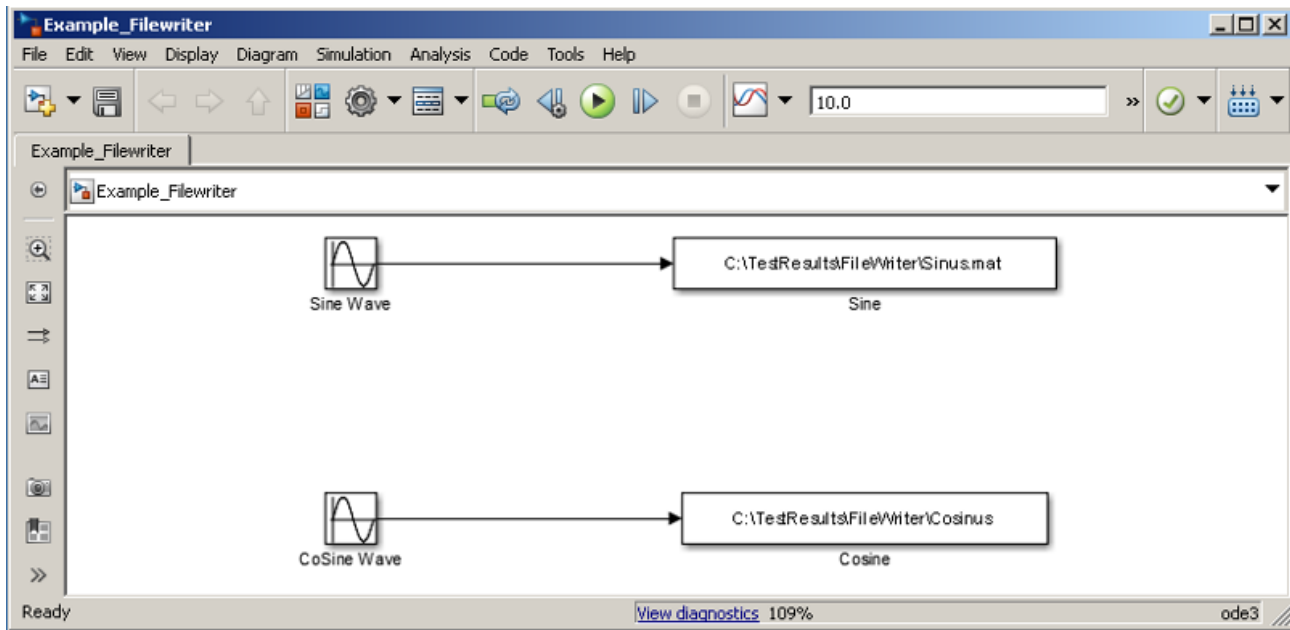 Example_Filewriter
File Edit View Display Diagram Simulation Analysis Code Tools Help
10.0 »
Example_Filewriter
Example_Filewriter
C:\TestResults\FileWriter\Sinus.mat
Sine Wave
Sine
C:\TestResults\FileWriter\Cosinus
CoSine Wave
Cosine
Ready View diagnostics 109% ode3